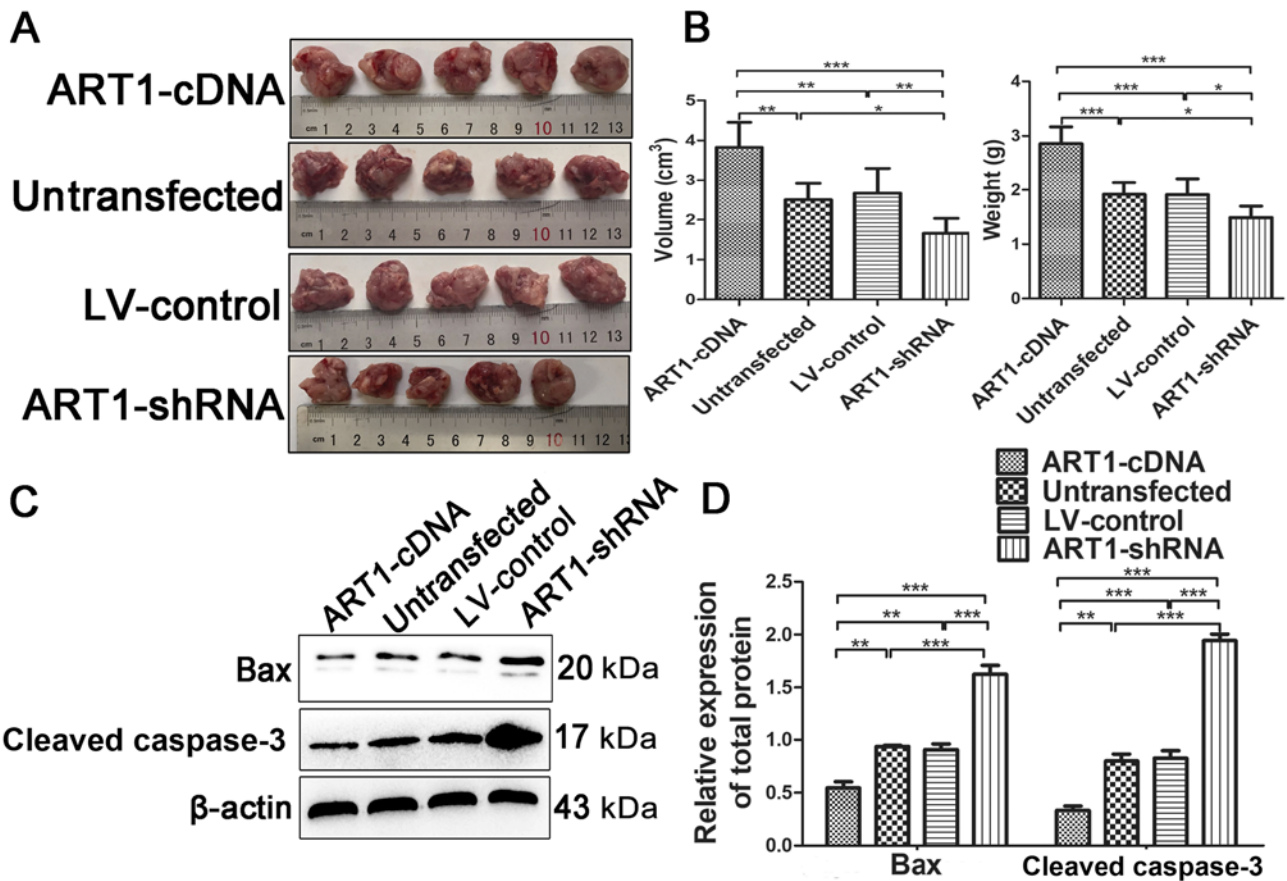 A
ART1-cDNA
cm 1 2 3 4 5 6 7 8 9 10 11 12 13
Untransfected
cm 1 2 3 4 5 6 7 8 9 10 11 12 13
LV-control
cm 1 2 3 4 5 6 7 8 9 10 11 12 13
ART1-shRNA
cm 1 2 3 4 5 6 7 8 9 10 11 12
B
Volume (cm³)
5
4
3
2
1
0
***
** **
** *
ART1-cDNA
Untransfected
LV-control
ART1-shRNA
Weight (g)
4
3
2
1
0
***
*** *
*** *
ART1-cDNA
Untransfected
LV-control
ART1-shRNA
C
ART1-cDNA
Untransfected
LV-control
ART1-shRNA
Bax 20 kDa
Cleaved caspase-3 17 kDa
β-actin 43 kDa
D
ART1-cDNA
Untransfected
LV-control
ART1-shRNA
Relative expression
of total protein
2.5
2.0
1.5
1.0
0.5
0.0
***
** ***
** ***
***
*** ***
** ***
Bax Cleaved caspase-3